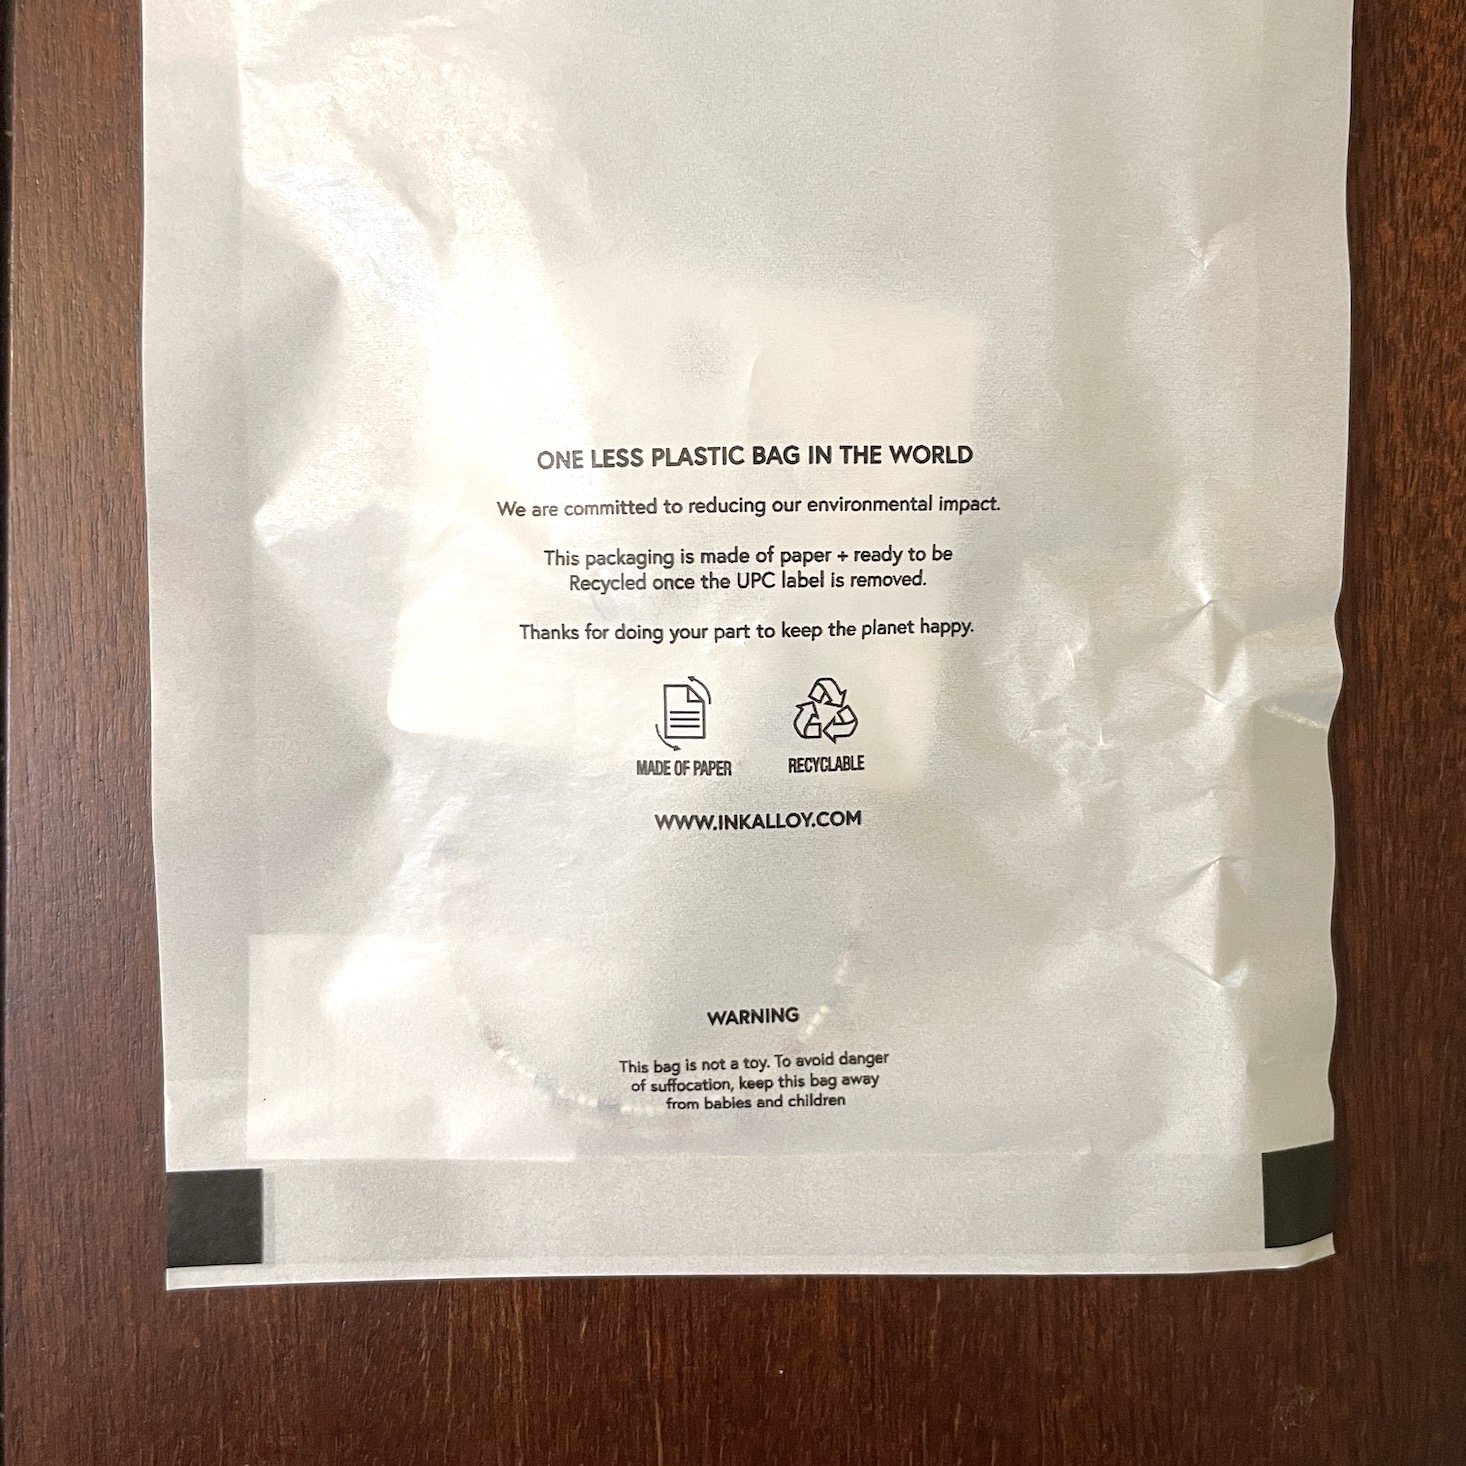 ONE LESS PLASTIC BAG IN THE WORLD
We are committed to reducing our environmental impact.
This packaging is made of paper + ready to be
Recycled once the UPC label is removed.
Thanks for doing your part to keep the planet happy.
MADE OF PAPER
RECYCLABLE
WWW.INKALLOY.COM
WARNING
This bag is not a toy. To avoid danger
of suffocation, keep this bag away
from babies and children